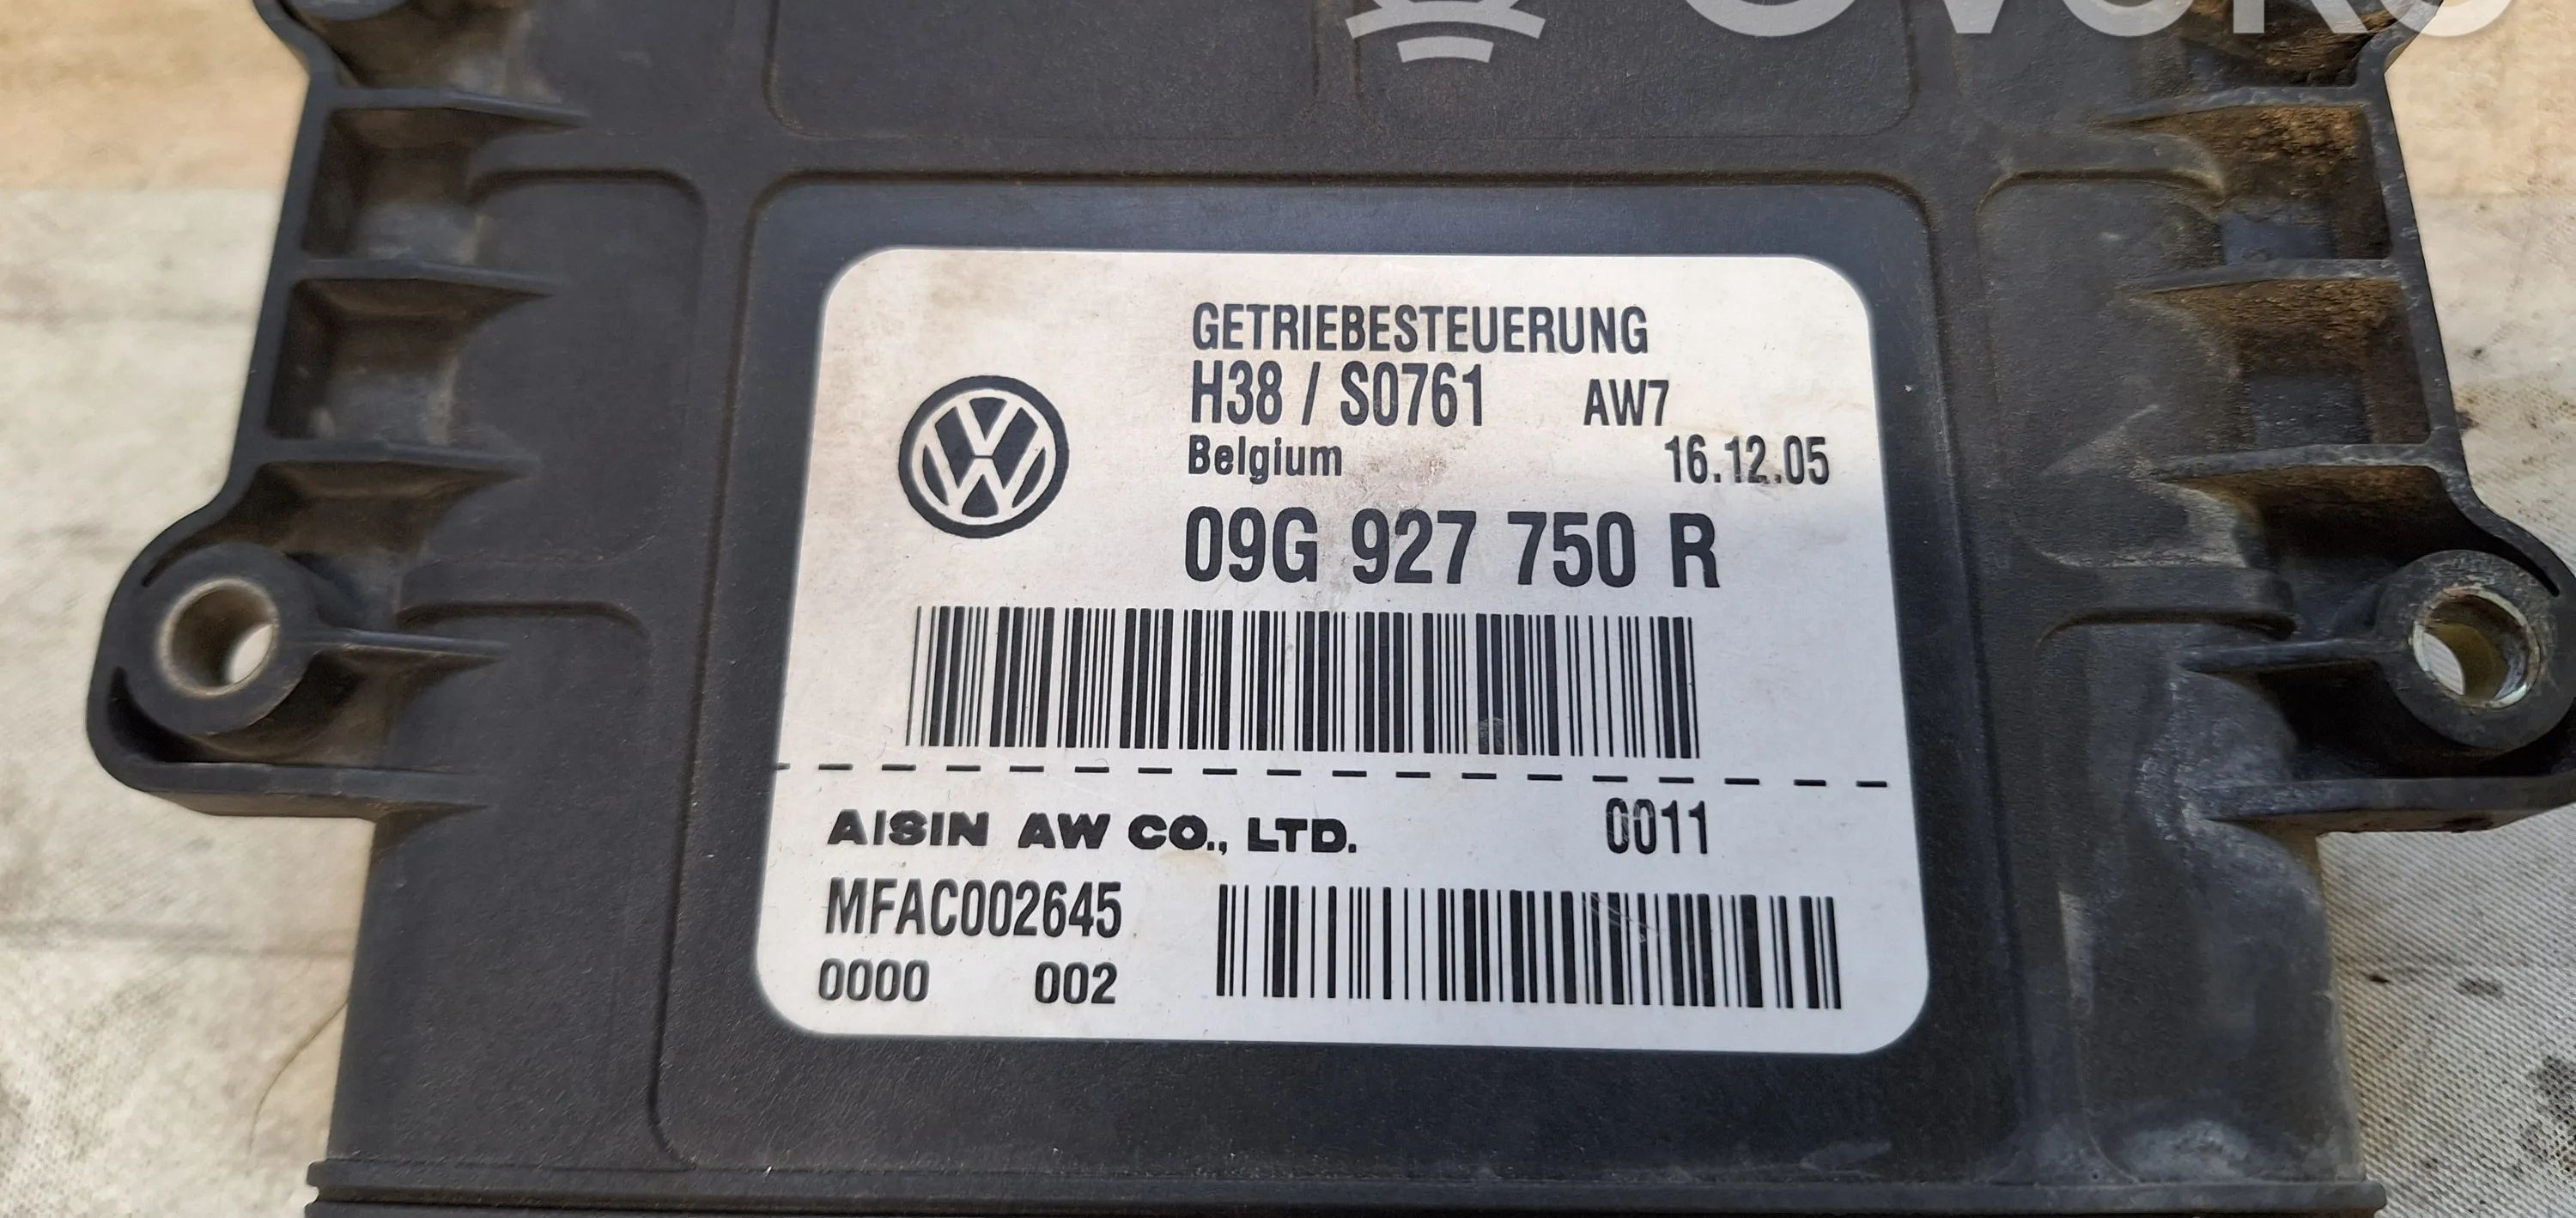 GETRIEBESTEUERUNG
H38 / S0761 AW7
Belgium 16.12.05
09G 927 750 R
AISIN AW CO., LTD. 0011
MFAC002645
0000 002